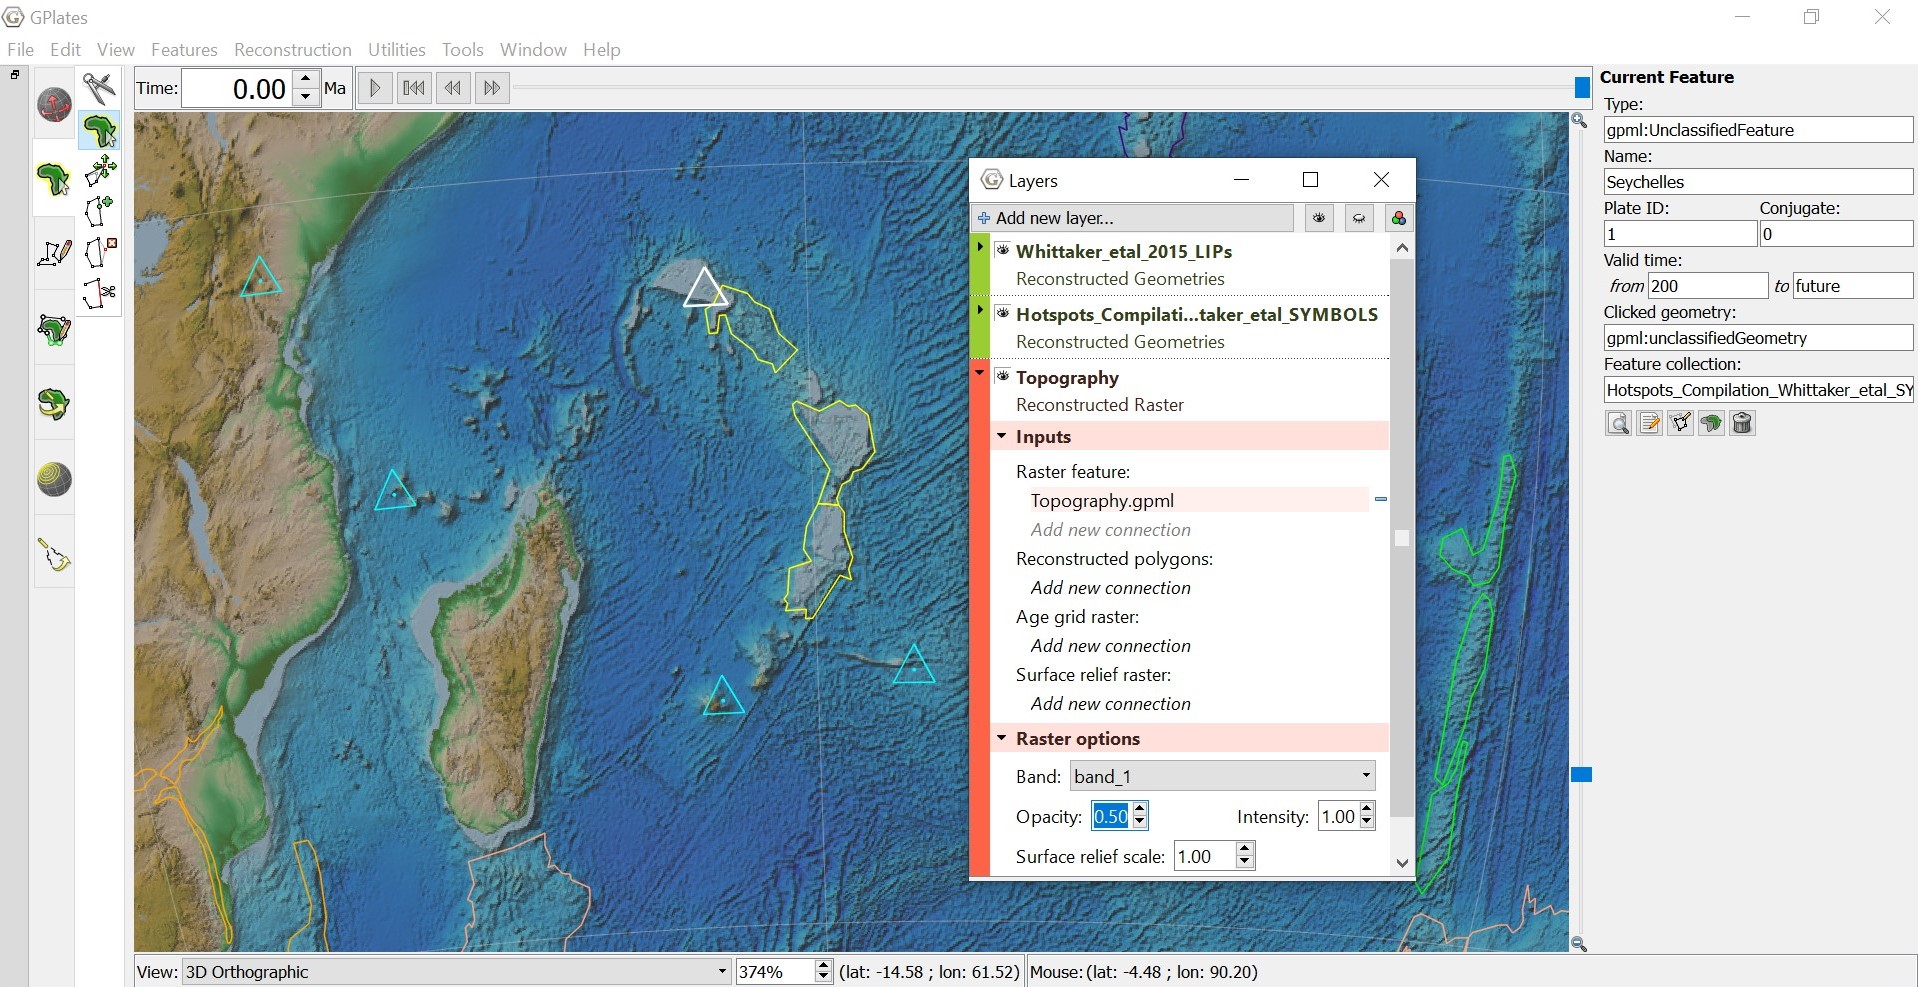 GPlates
File Edit View Features Reconstruction Utilities Tools Window Help
Time: 0.00 Ma
Current Feature
Type:
gpml:UnclassifiedFeature
Name:
Seychelles
Plate ID: Conjugate:
1 0
Valid time:
from 200 to future
Clicked geometry:
gpml:unclassifiedGeometry
Feature collection:
Hotspots_Compilation_Whittaker_etal_SY
Layers
Add new layer...
Whittaker_etal_2015_LIPs
Reconstructed Geometries
Hotspots_Compilati...taker_etal_SYMBOLS
Reconstructed Geometries
Topography
Reconstructed Raster
Inputs
Raster feature:
Topography.gpml
Add new connection
Reconstructed polygons:
Add new connection
Age grid raster:
Add new connection
Surface relief raster:
Add new connection
Raster options
Band: band_1
Opacity: 0.50 Intensity: 1.00
Surface relief scale: 1.00
View: 3D Orthographic 374% (lat: -14.58 ; lon: 61.52) Mouse: (lat: -4.48 ; lon: 90.20)